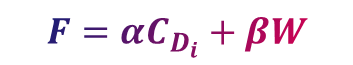 F = αC_{D_i} + βW